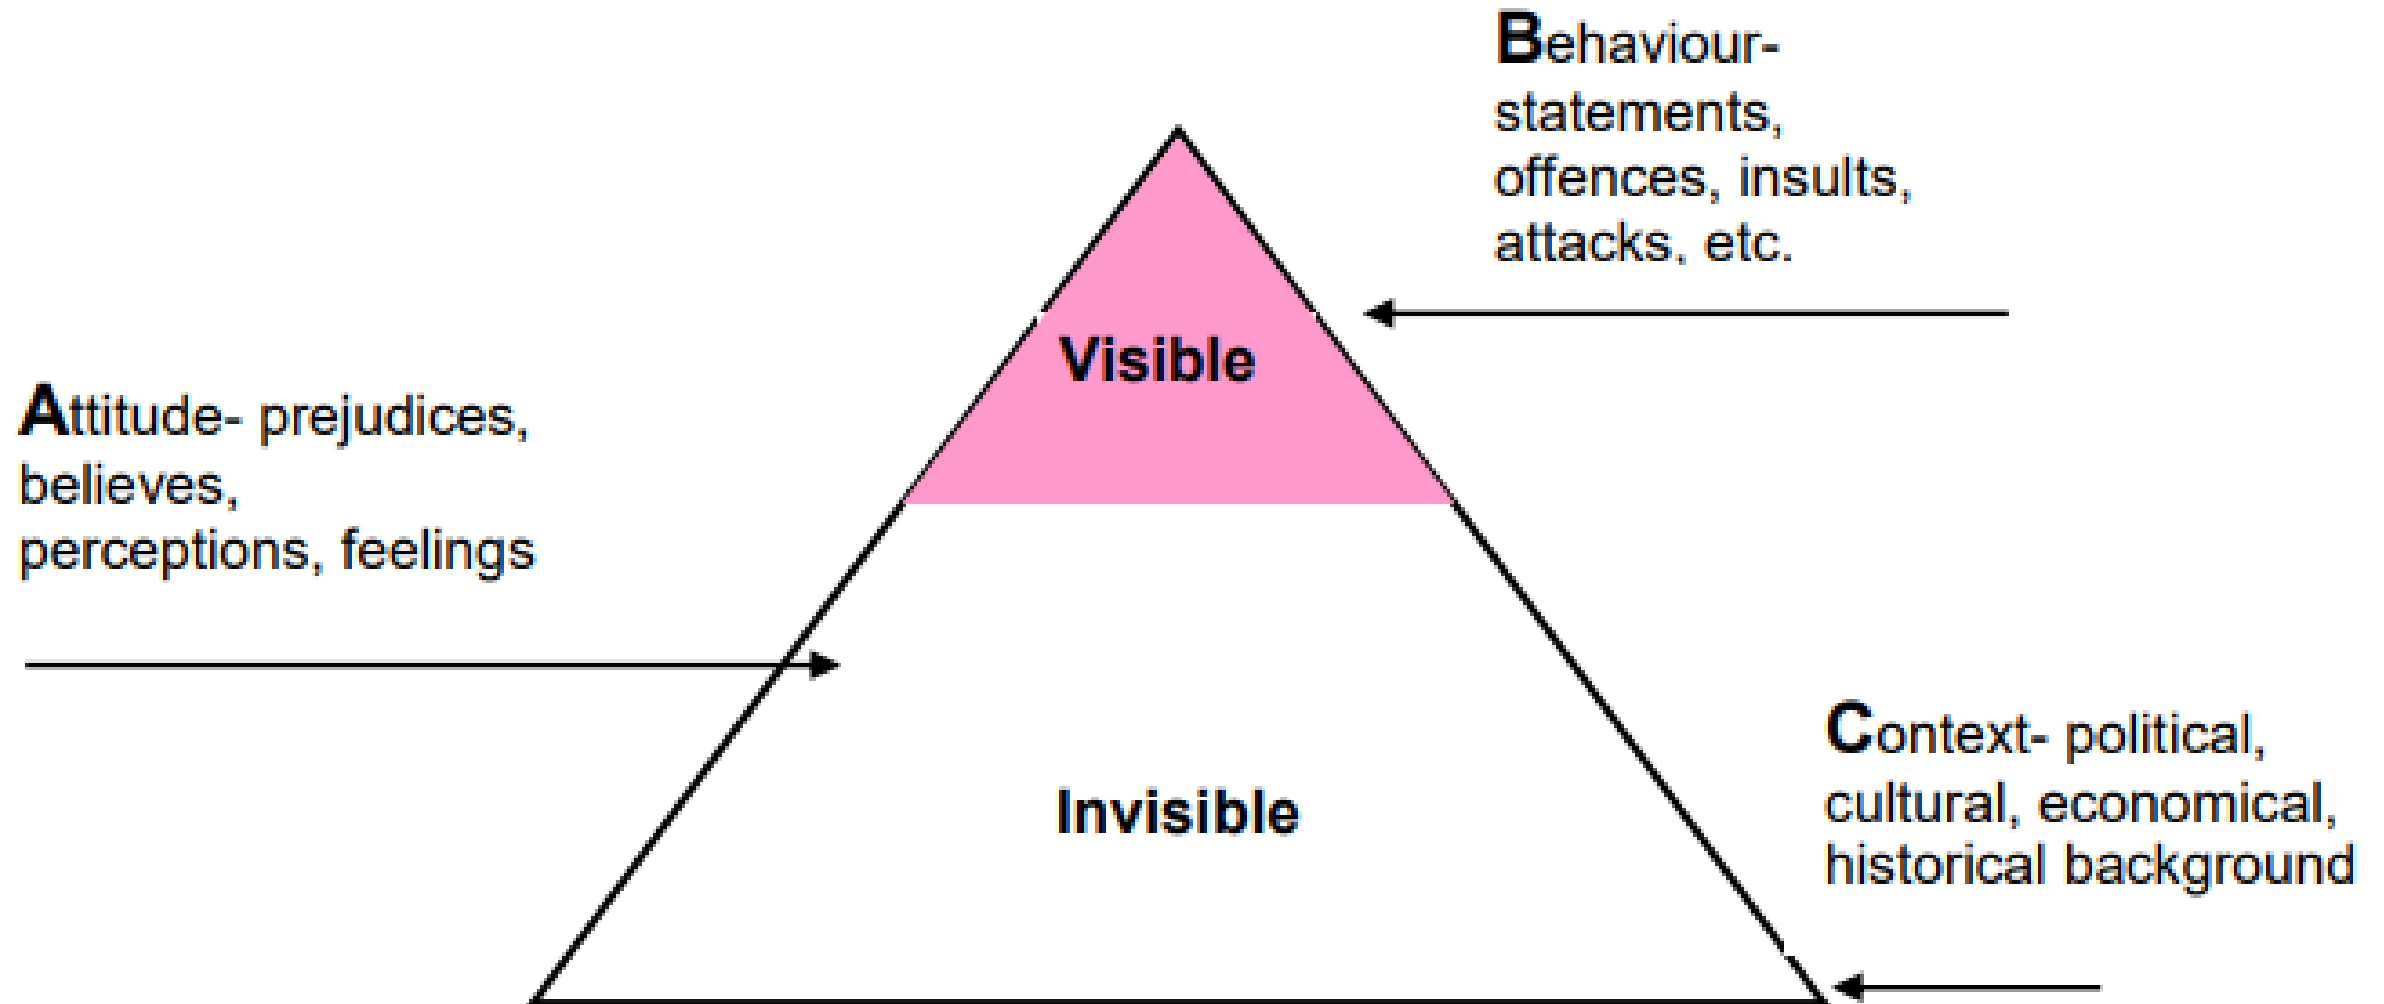 Behaviour-
statements,
offences, insults,
attacks, etc.
Visible
Attitude- prejudices,
believes,
perceptions, feelings
Invisible
Context- political,
cultural, economical,
historical background